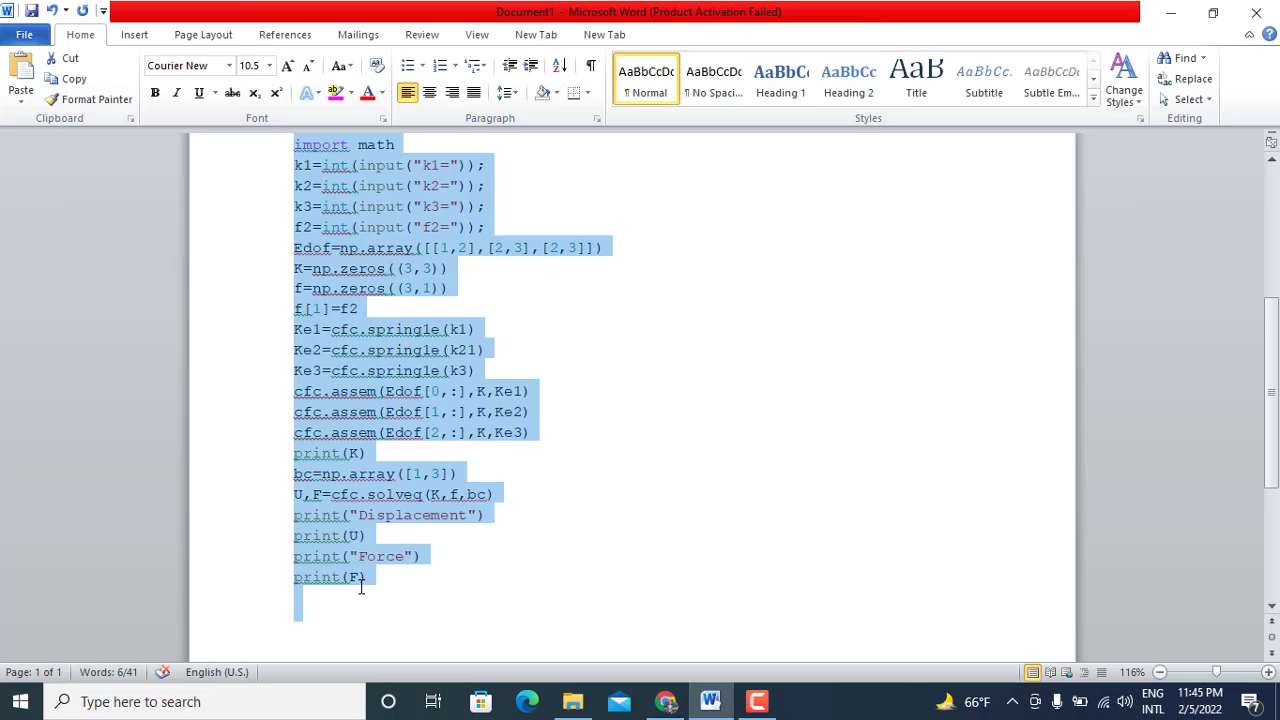 Document1 - Microsoft Word (Product Activation Failed)
File Home Insert Page Layout References Mailings Review View New Tab New Tab
Paste Cut Copy Format Painter Clipboard
Courier New 10.5 Font
Paragraph
AaBbCcDc ¶ Normal
AaBbCcDc ¶ No Spaci...
AaBbCc Heading 1
AaBbCc Heading 2
AaB Title
AaBbCcD Subtitle
AaBbCcDc Subtle Em...
Change Styles
Styles
Find
Replace
Select
Editing
import math
k1=int(input("k1="));
k2=int(input("k2="));
k3=int(input("k3="));
f2=int(input("f2="));
Edof=np.array([[1,2],[2,3],[2,3]])
K=np.zeros((3,3))
f=np.zeros((3,1))
f[1]=f2
Ke1=cfc.spring1e(k1)
Ke2=cfc.spring1e(k21)
Ke3=cfc.spring1e(k3)
cfc.assem(Edof[0,:],K,Ke1)
cfc.assem(Edof[1,:],K,Ke2)
cfc.assem(Edof[2,:],K,Ke3)
print(K)
bc=np.array([1,3])
U,F=cfc.solveq(K,f,bc)
print("Displacement")
print(U)
print("Force")
print(F)
Page: 1 of 1 Words: 6/41 English (U.S.) 116%
Type here to search 66°F ENG INTL 11:45 PM 2/5/2022 7